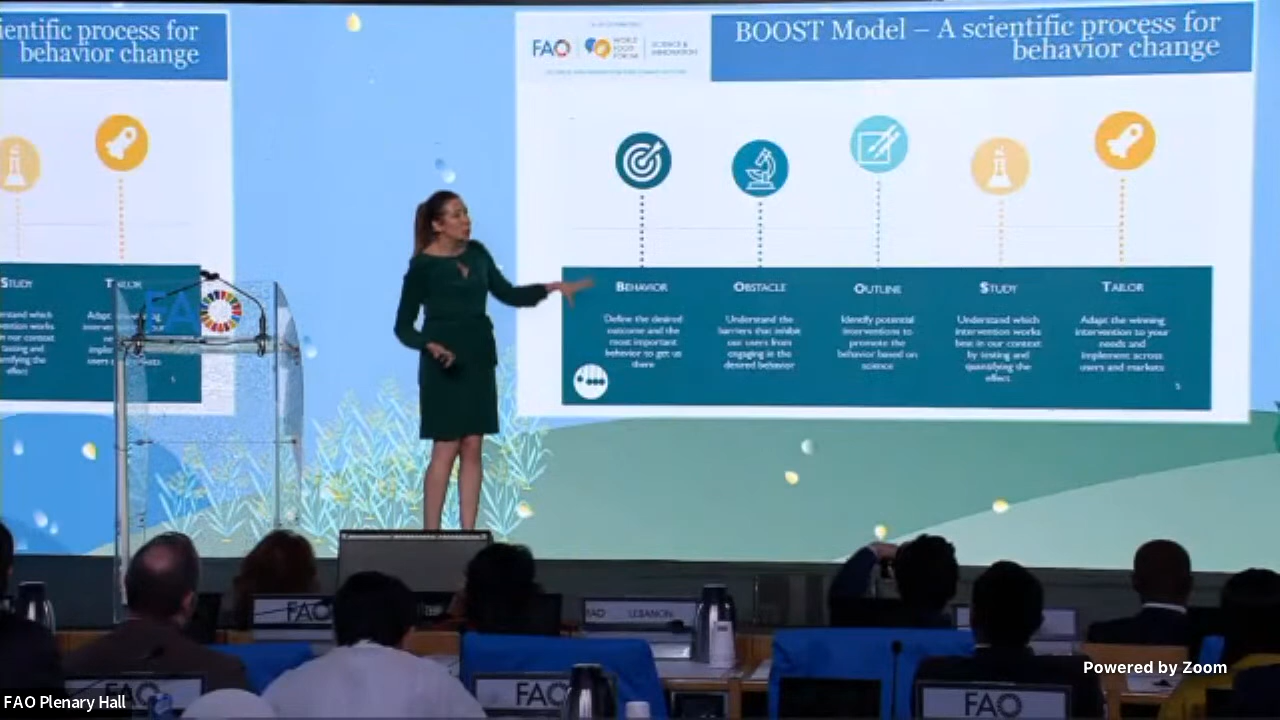 ientific process for
behavior change
FAO
WORLD
FOOD
FORUM
SCIENCE &
INNOVATION
BOOST Model – A scientific process for
behavior change
STUDY
BEHAVIOR
Define the desired
outcome and the
most important
behavior to get us
there
OBSTACLE
Understand the
barriers that inhibit
our users from
engaging in the
desired behavior
OUTLINE
Identify potential
interventions to
promote the
behavior based on
science
STUDY
Understand which
intervention works
best in our context
by testing and
quantifying the
effect
TAILOR
Adapt the winning
intervention to your
needs and
implement across
users and markets
5
FAO
FAO
FAO
LEBANON
Powered by Zoom
FAO Plenary Hall
FAO
FAO
FAO